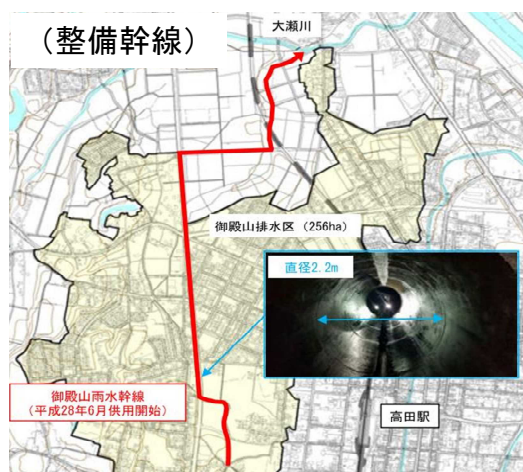 （整備幹線）
大瀬川
御殿山排水区（256ha）
直径2.2m
御殿山雨水幹線
（平成28年6月供用開始）
高田駅